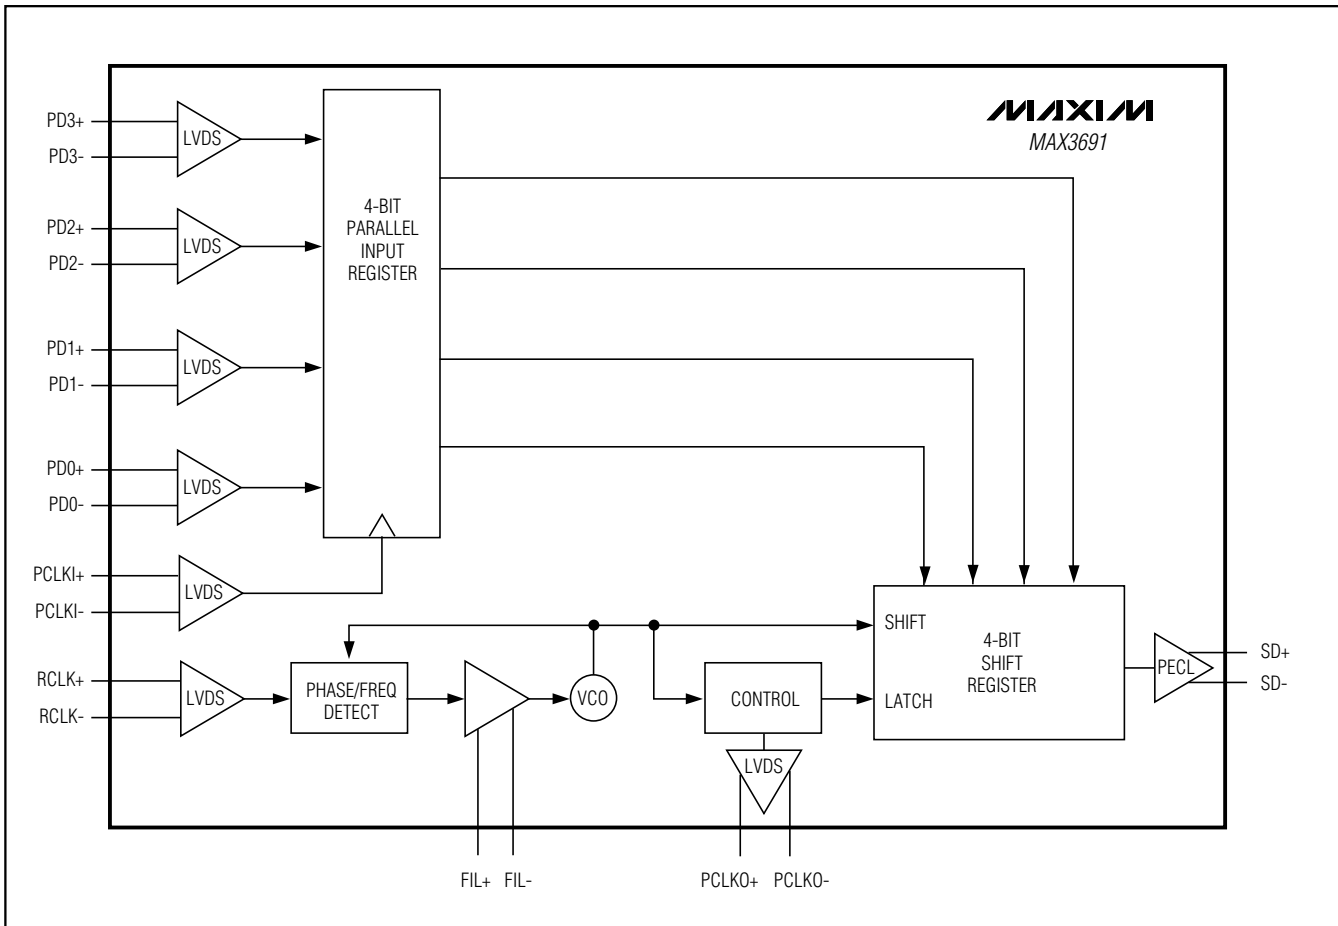 MAXIM
MAX3691
PD3+
PD3-
LVDS
PD2+
PD2-
LVDS
PD1+
PD1-
LVDS
PD0+
PD0-
LVDS
4-BIT
PARALLEL
INPUT
REGISTER
PCLKI+
PCLKI-
LVDS
RCLK+
RCLK-
LVDS
PHASE/FREQ
DETECT
VCO
CONTROL
LVDS
SHIFT
LATCH
4-BIT
SHIFT
REGISTER
PECL
SD+
SD-
FIL+ FIL-
PCLKO+ PCLKO-